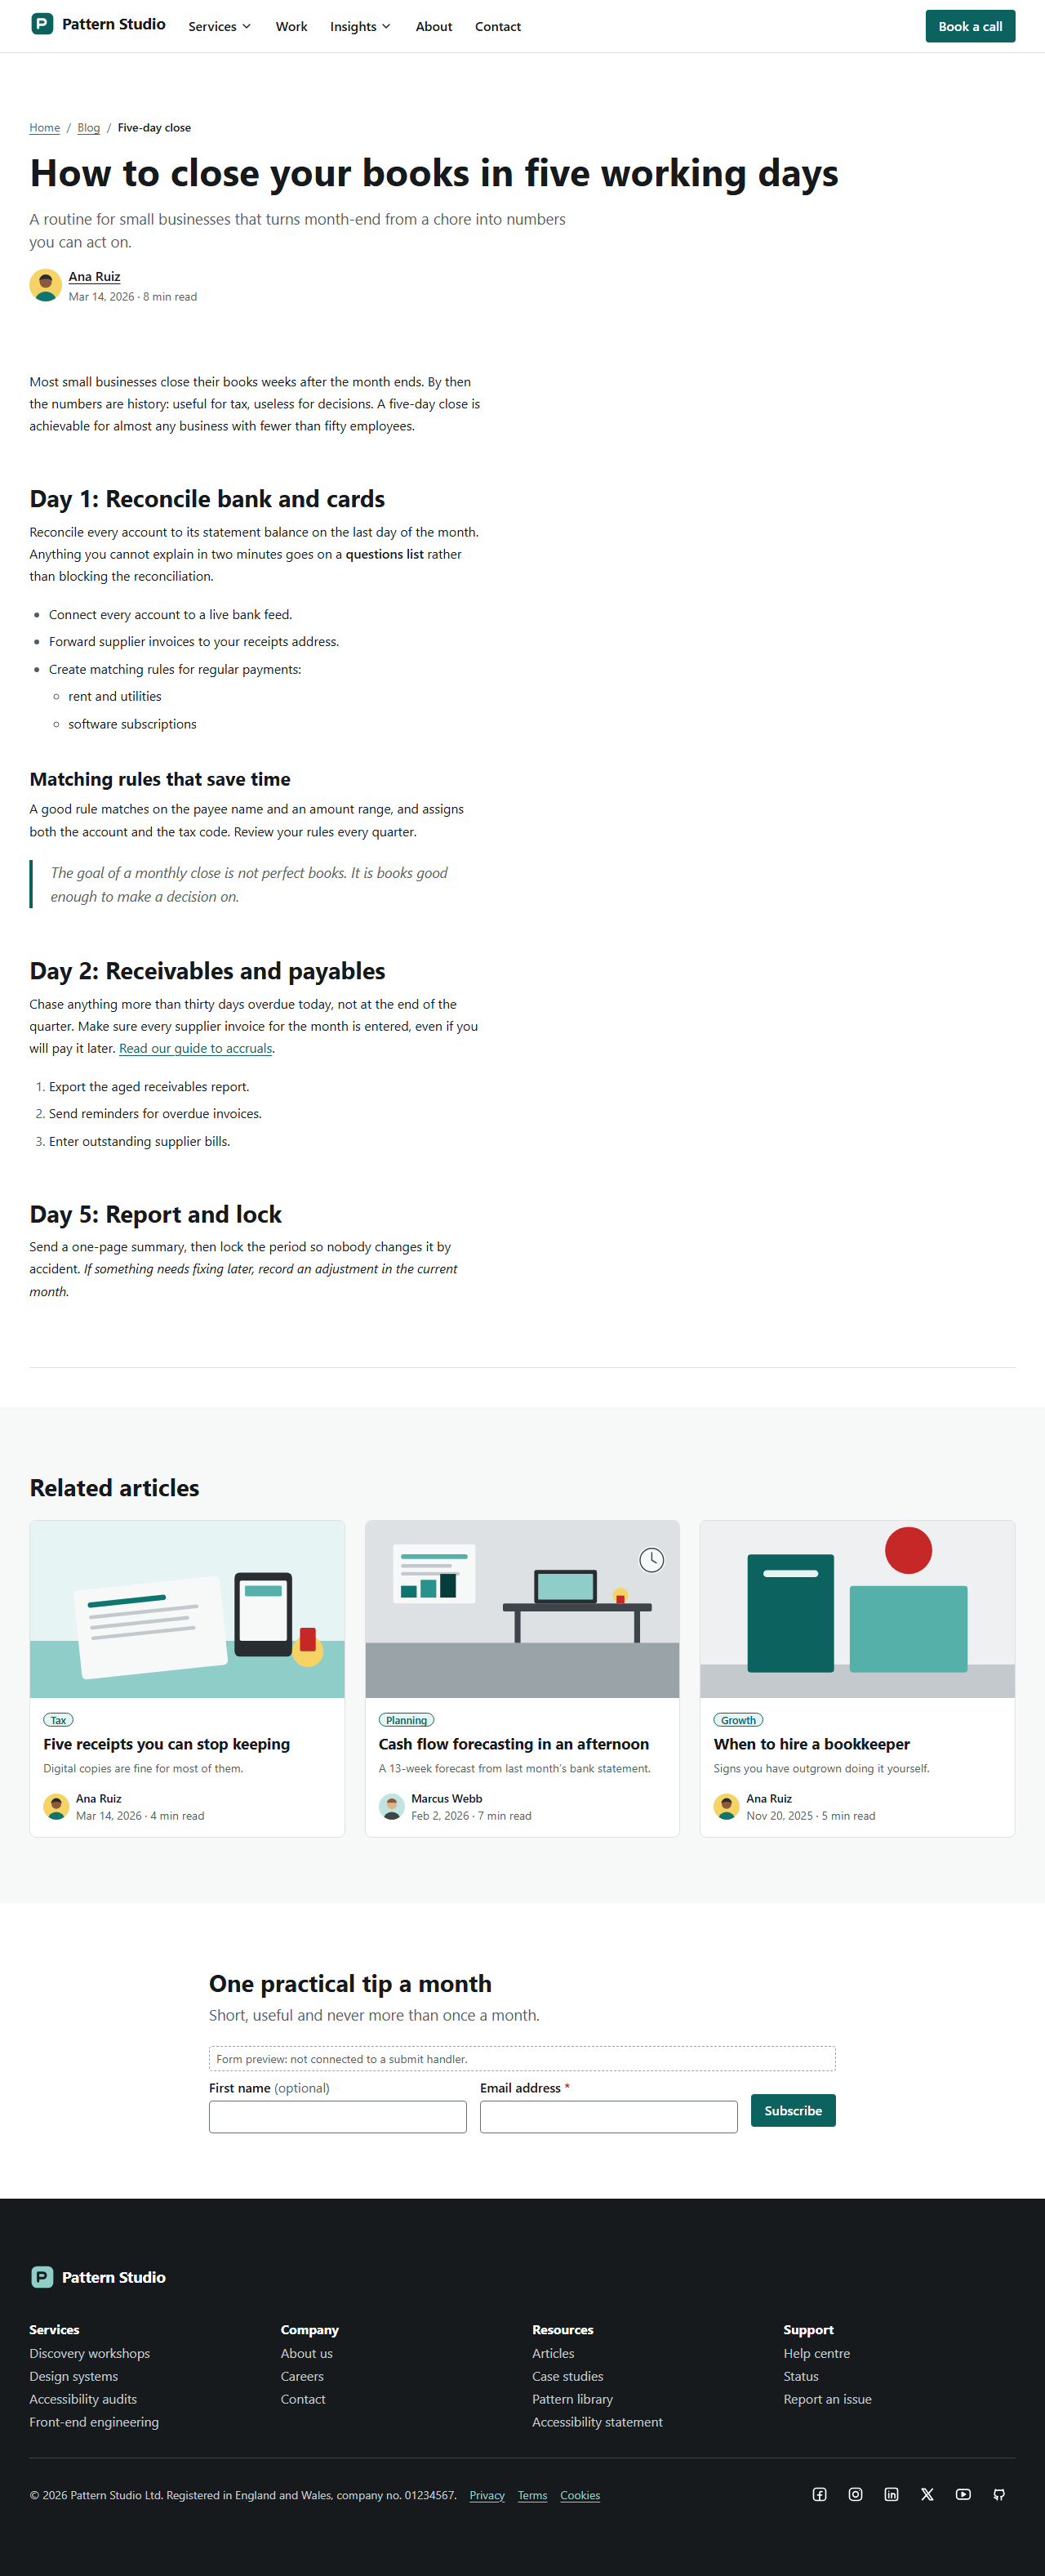 Pattern Studio
Services
Work
Insights
About
Contact
Book a call
Home / Blog / Five-day close
How to close your books in five working days
A routine for small businesses that turns month-end from a chore into numbers
you can act on.
Ana Ruiz
Mar 14, 2026 · 8 min read
Most small businesses close their books weeks after the month ends. By then
the numbers are history: useful for tax, useless for decisions. A five-day close is
achievable for almost any business with fewer than fifty employees.
Day 1: Reconcile bank and cards
Reconcile every account to its statement balance on the last day of the month.
Anything you cannot explain in two minutes goes on a questions list rather
than blocking the reconciliation.
Connect every account to a live bank feed.
Forward supplier invoices to your receipts address.
Create matching rules for regular payments:
rent and utilities
software subscriptions
Matching rules that save time
A good rule matches on the payee name and an amount range, and assigns
both the account and the tax code. Review your rules every quarter.
The goal of a monthly close is not perfect books. It is books good
enough to make a decision on.
Day 2: Receivables and payables
Chase anything more than thirty days overdue today, not at the end of the
quarter. Make sure every supplier invoice for the month is entered, even if you
will pay it later. Read our guide to accruals.
1. Export the aged receivables report.
2. Send reminders for overdue invoices.
3. Enter outstanding supplier bills.
Day 5: Report and lock
Send a one-page summary, then lock the period so nobody changes it by
accident. If something needs fixing later, record an adjustment in the current
month.
Related articles
Tax
Five receipts you can stop keeping
Digital copies are fine for most of them.
Ana Ruiz
Mar 14, 2026 · 4 min read
Planning
Cash flow forecasting in an afternoon
A 13-week forecast from last month's bank statement.
Marcus Webb
Feb 2, 2026 · 7 min read
Growth
When to hire a bookkeeper
Signs you have outgrown doing it yourself.
Ana Ruiz
Nov 20, 2025 · 5 min read
One practical tip a month
Short, useful and never more than once a month.
Form preview: not connected to a submit handler.
First name (optional)
Email address *
Subscribe
Pattern Studio
Services
Discovery workshops
Design systems
Accessibility audits
Front-end engineering
Company
About us
Careers
Contact
Resources
Articles
Case studies
Pattern library
Accessibility statement
Support
Help centre
Status
Report an issue
© 2026 Pattern Studio Ltd. Registered in England and Wales, company no. 01234567. Privacy Terms Cookies